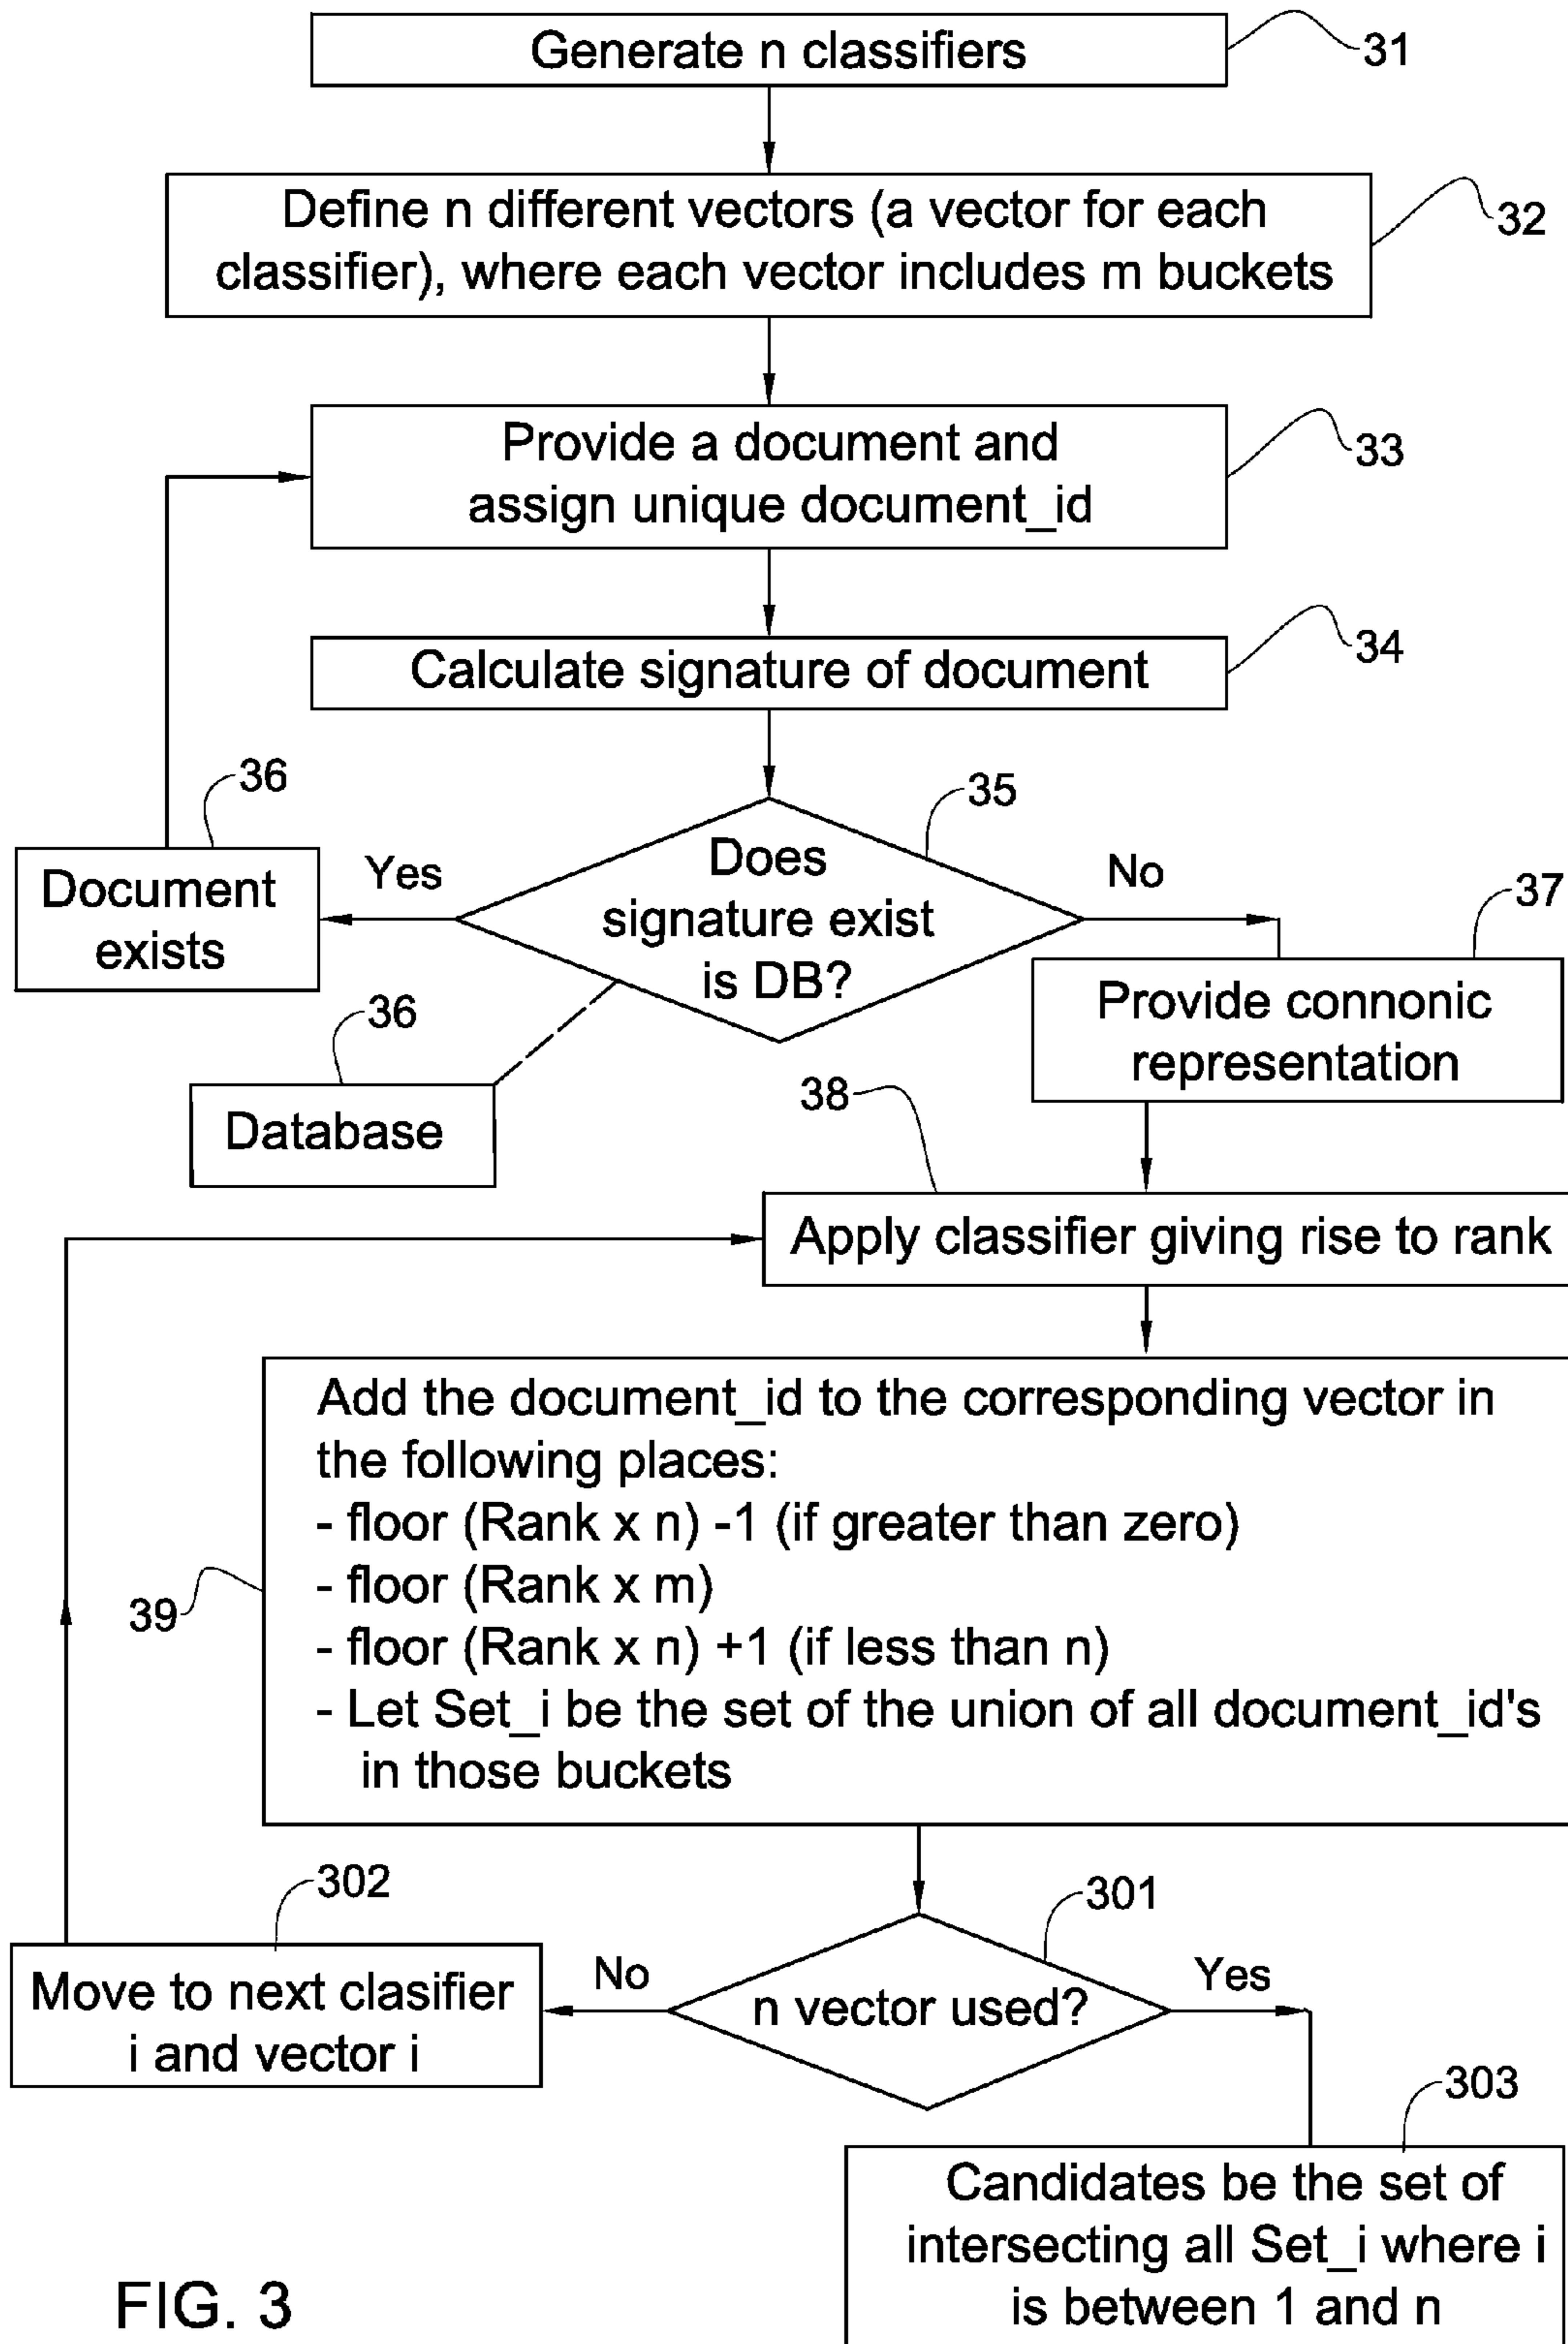 Generate n classifiers
31
Define n different vectors (a vector for each
classifier), where each vector includes m buckets
32
Provide a document and
assign unique document_id
33
Calculate signature of document
34
36
Document
exists
Yes
Does
signature exist
is DB?
35
No
37
Provide connonic
representation
36
Database
38
Apply classifier giving rise to rank
Add the document_id to the corresponding vector in
the following places:
- floor (Rank x n) -1 (if greater than zero)
- floor (Rank x m)
- floor (Rank x n) +1 (if less than n)
- Let Set_i be the set of the union of all document_id's
in those buckets
39
302
Move to next clasifier
i and vector i
No
n vector used?
301
Yes
303
Candidates be the set of
intersecting all Set_i where i
is between 1 and n
FIG. 3